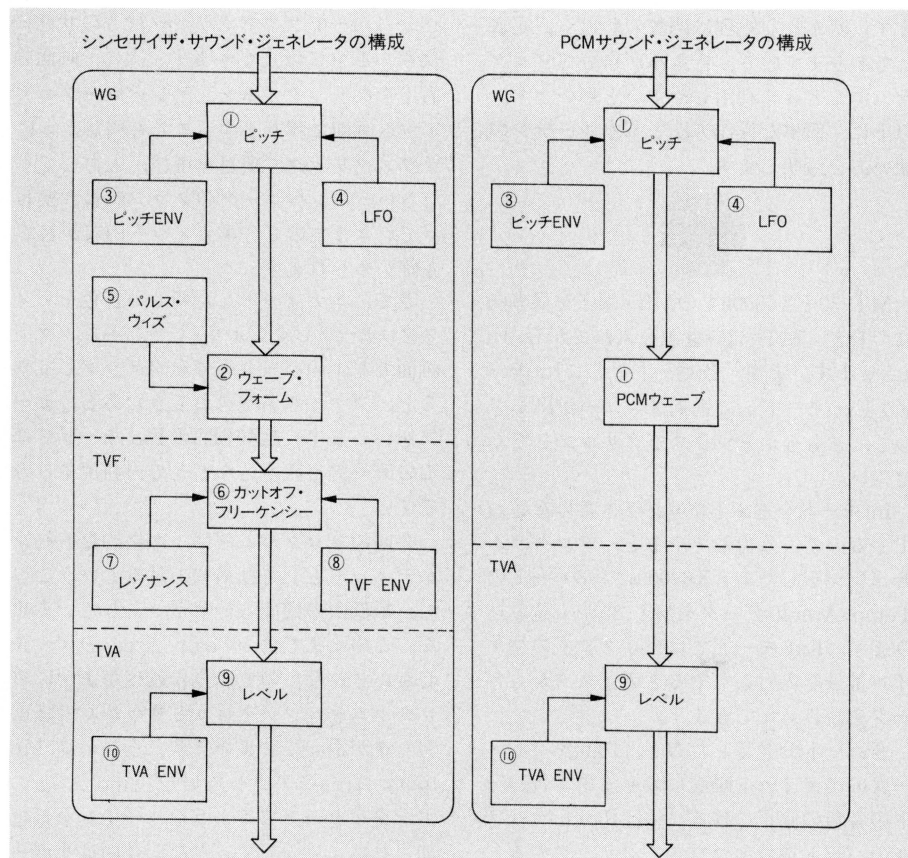 シンセサイザ・サウンド・ジェネレータの構成
WG
①
ピッチ
③
ピッチENV
④
LFO
⑤ パルス・
ウィズ
② ウェーブ・
フォーム
TVF
⑥ カットオフ・
フリーケンシー
⑦
レゾナンス
⑧
TVF ENV
TVA
⑨
レベル
⑩
TVA ENV
PCMサウンド・ジェネレータの構成
WG
①
ピッチ
③
ピッチENV
④
LFO
①
PCMウェーブ
TVA
⑨
レベル
⑩
TVA ENV